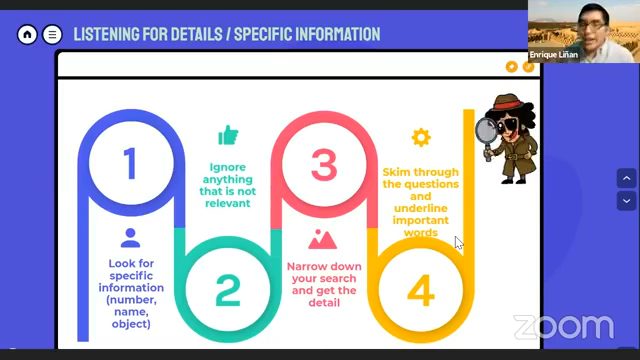 LISTENING FOR DETAILS / SPECIFIC INFORMATION
Enrique Liñan
1
Look for
specific
information
(number,
name,
object)
Ignore
anything
that is not
relevant
2
3
Narrow down
your search
and get the
detail
Skim through
the questions
and
underline
important
words
4
zoom